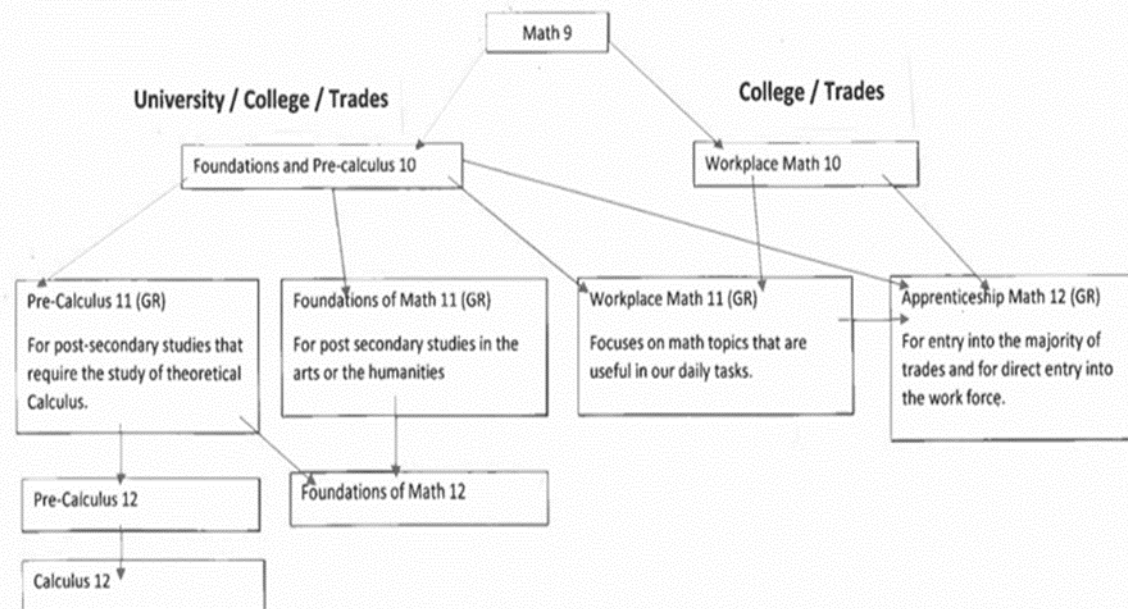 Math 9
University / College / Trades
College / Trades
Foundations and Pre-calculus 10
Workplace Math 10
Pre-Calculus 11 (GR)
For post-secondary studies that
require the study of theoretical
Calculus.
Foundations of Math 11 (GR)
For post secondary studies in the
arts or the humanities
Workplace Math 11 (GR)
Focuses on math topics that are
useful in our daily tasks.
Apprenticeship Math 12 (GR)
For entry into the majority of
trades and for direct entry into
the work force.
Pre-Calculus 12
Foundations of Math 12
Calculus 12